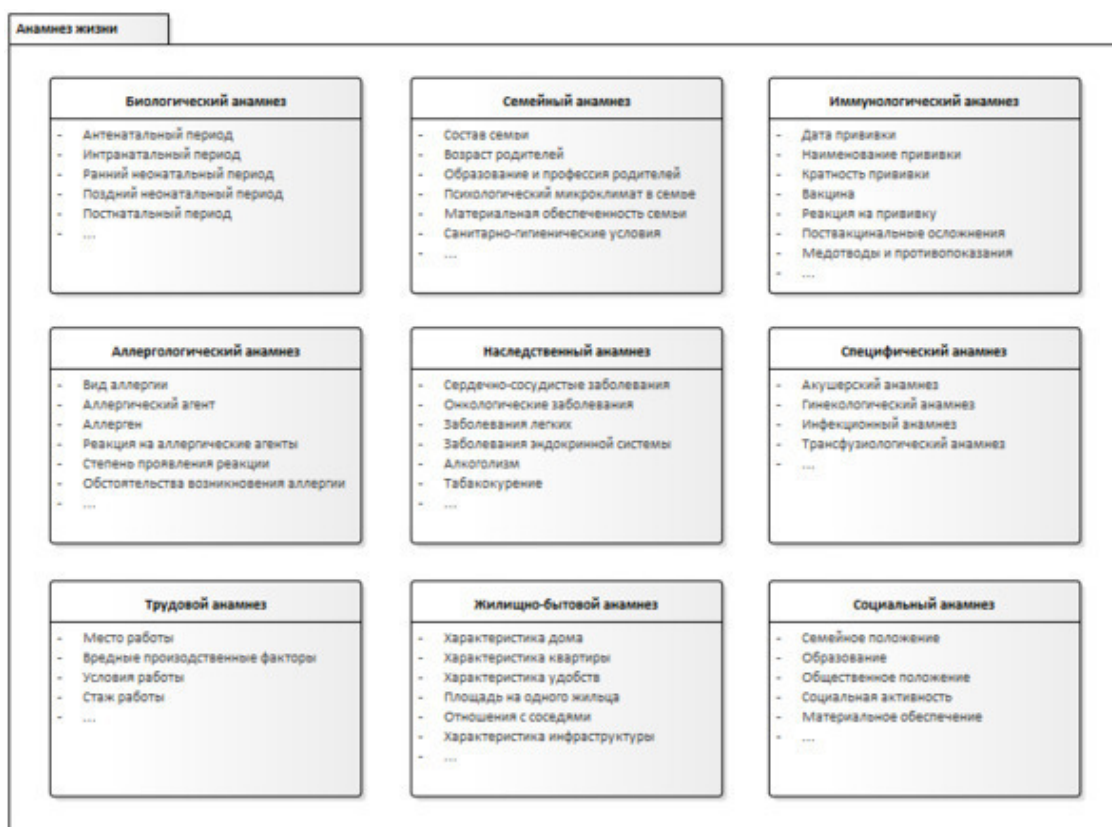 Анамнез жизни
Биологический анамнез
- Антенатальный период
- Интранатальный период
- Ранний неонатальный период
- Поздний неонатальный период
- Постнатальный период
- ...
Семейный анамнез
- Состав семьи
- Возраст родителей
- Образование и профессия родителей
- Психологический микроклимат в семье
- Материальная обеспеченность семьи
- Санитарно-гигиенические условия
- ...
Иммунологический анамнез
- Дата прививки
- Наименование прививки
- Кратность прививки
- Вакцина
- Реакция на прививку
- Поствакцинальные осложнения
- Медотводы и противопоказания
- ...
Аллергологический анамнез
- Вид аллергии
- Аллергический агент
- Аллерген
- Реакция на аллергические агенты
- Степень проявления реакции
- Обстоятельства возникновения аллергии
- ...
Наследственный анамнез
- Сердечно-сосудистые заболевания
- Онкологические заболевания
- Заболевания легких
- Заболевания эндокринной системы
- Алкоголизм
- Табакокурение
- ...
Специфический анамнез
- Акушерский анамнез
- Гинекологический анамнез
- Инфекционный анамнез
- Трансфузиологический анамнез
- ...
Трудовой анамнез
- Место работы
- Вредные произодственные факторы
- Условия работы
- Стаж работы
- ...
Жилищно-бытовой анамнез
- Характеристика дома
- Характеристика квартиры
- Характеристика удобств
- Площадь на одного жильца
- Отношения с соседями
- Характеристика инфраструктуры
- ...
Социальный анамнез
- Семейное положение
- Образование
- Общественное положение
- Социальная активность
- Материальное обеспечение
- ...